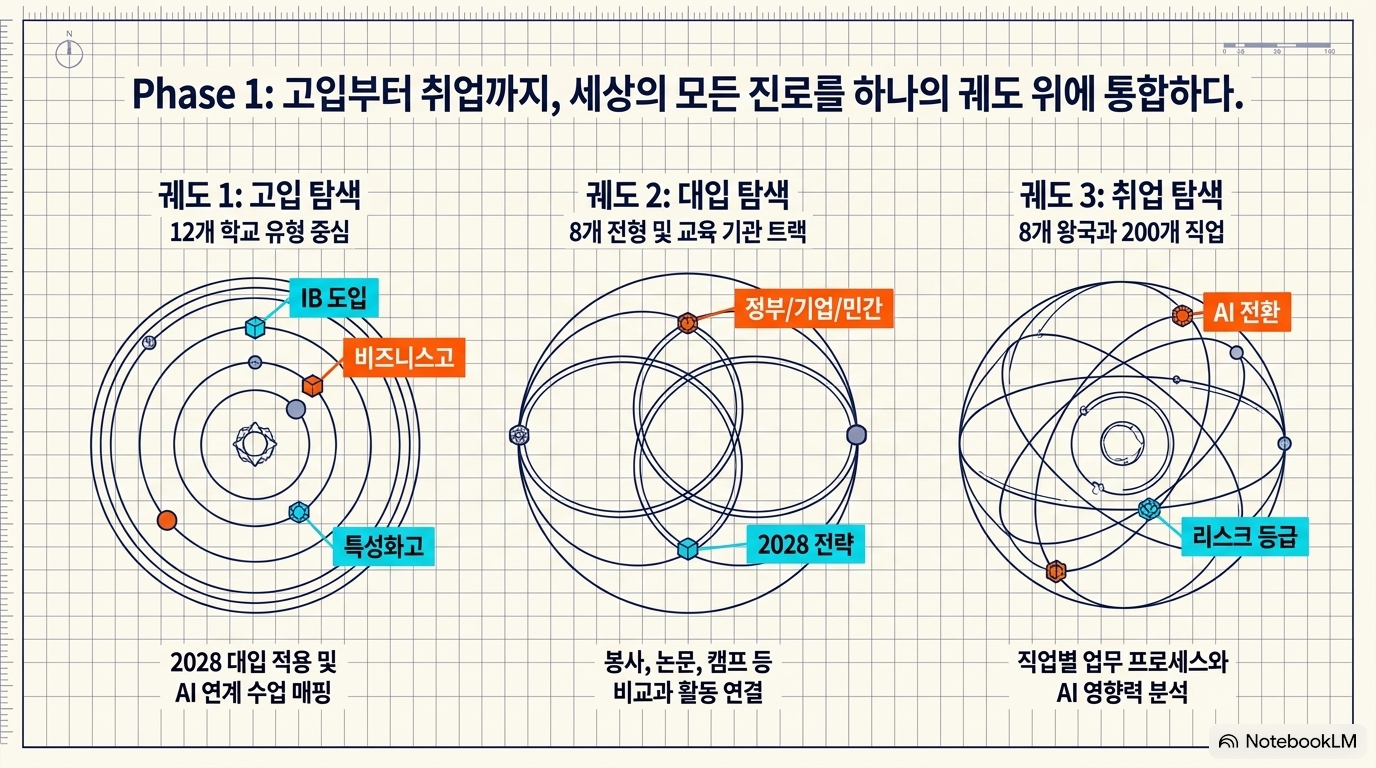 N
0 15 30 100
Phase 1: 고입부터 취업까지, 세상의 모든 진로를 하나의 궤도 위에 통합하다.
궤도 1: 고입 탐색
12개 학교 유형 중심
IB 도입
비즈니스고
특성화고
2028 대입 적용 및
AI 연계 수업 매핑
궤도 2: 대입 탐색
8개 전형 및 교육 기관 트랙
정부/기업/민간
2028 전략
봉사, 논문, 캠프 등
비교과 활동 연결
궤도 3: 취업 탐색
8개 왕국과 200개 직업
AI 전환
리스크 등급
직업별 업무 프로세스와
AI 영향력 분석
NotebookLM